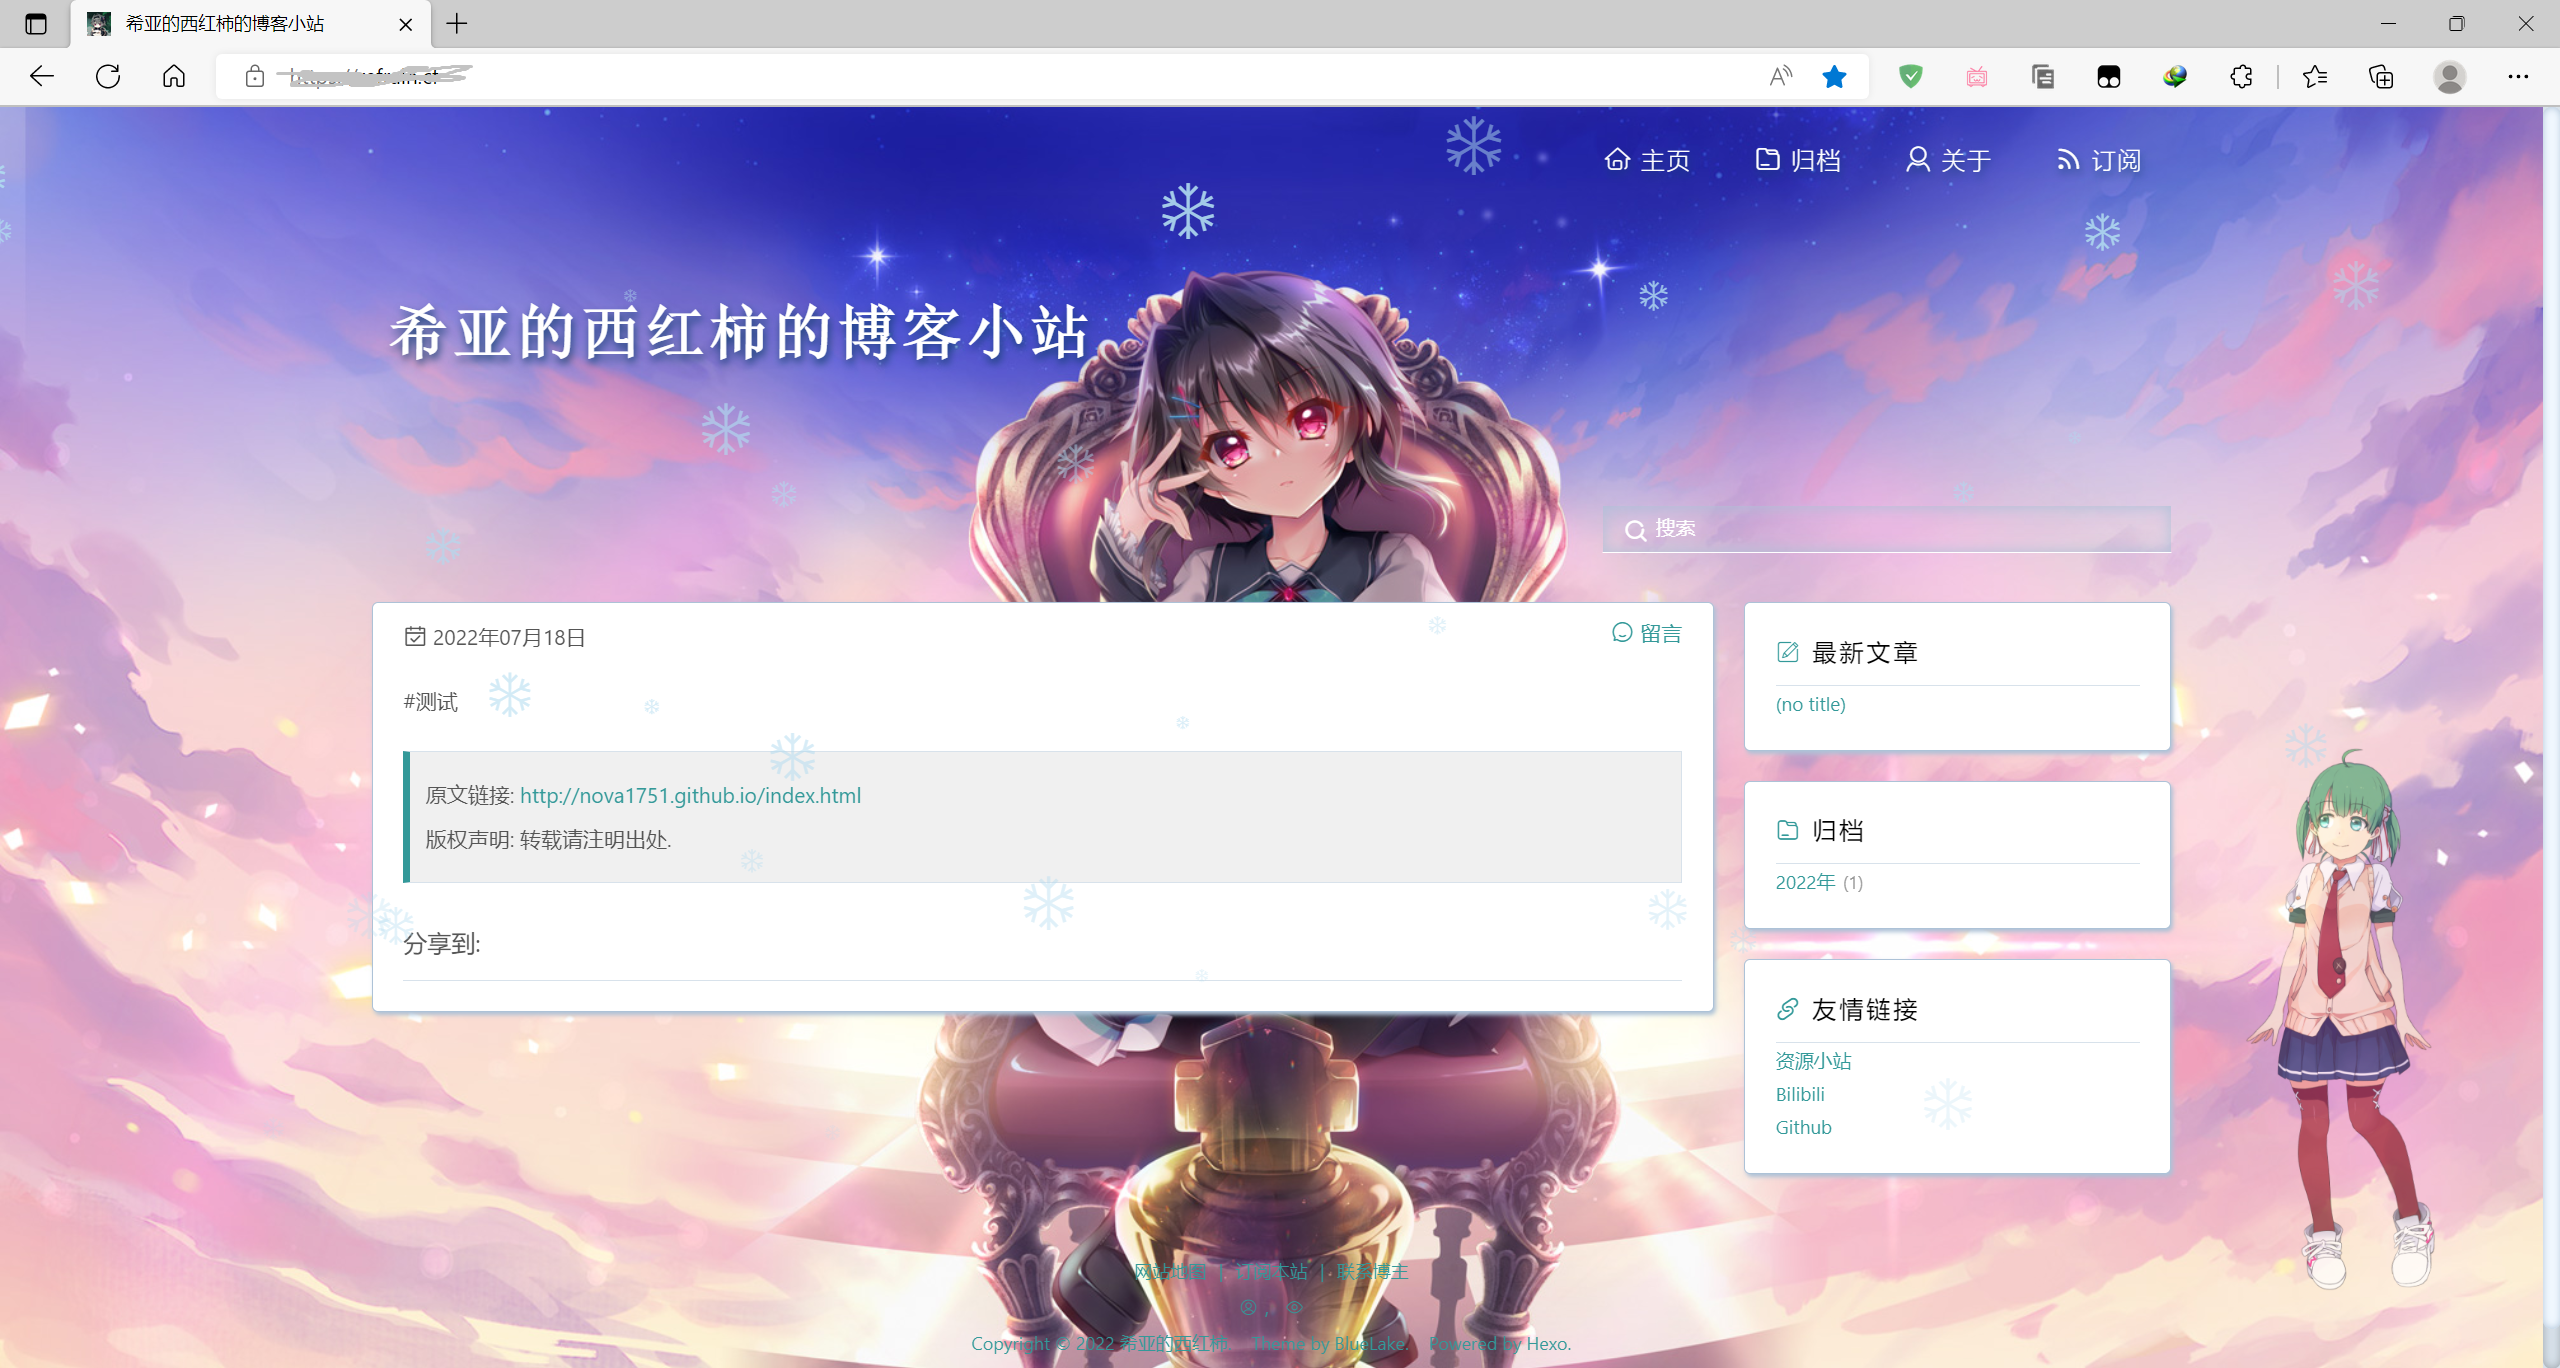 希亚的西红柿的博客小站
主页 归档 关于 订阅
希亚的西红柿的博客小站
搜索
2022年07月18日 留言
#测试
原文链接: http://nova1751.github.io/index.html
版权声明: 转载请注明出处.
分享到:
最新文章
(no title)
归档
2022年 (1)
友情链接
资源小站
Bilibili
Github
网站地图 | 订阅本站 | 联系博主
Copyright © 2022 希亚的西红柿. Theme by BlueLake. Powered by Hexo.